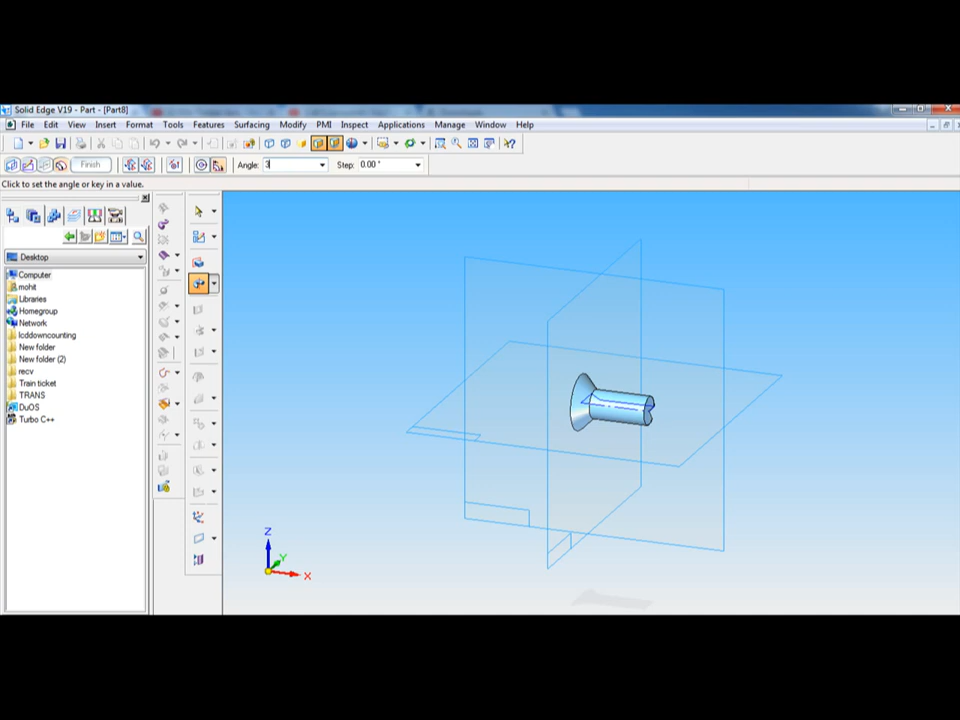 Solid Edge V19 - Part - [Part8]
File Edit View Insert Format Tools Features Surfacing Modify PMI Inspect Applications Manage Window Help
Finish Angle: 3 Step: 0.00 °
Click to set the angle or key in a value.
Desktop
Computer
mohit
Libraries
Homegroup
Network
lcddowncounting
New folder
New folder (2)
recv
Train ticket
TRANS
DuOS
Turbo C++
Z
Y
X